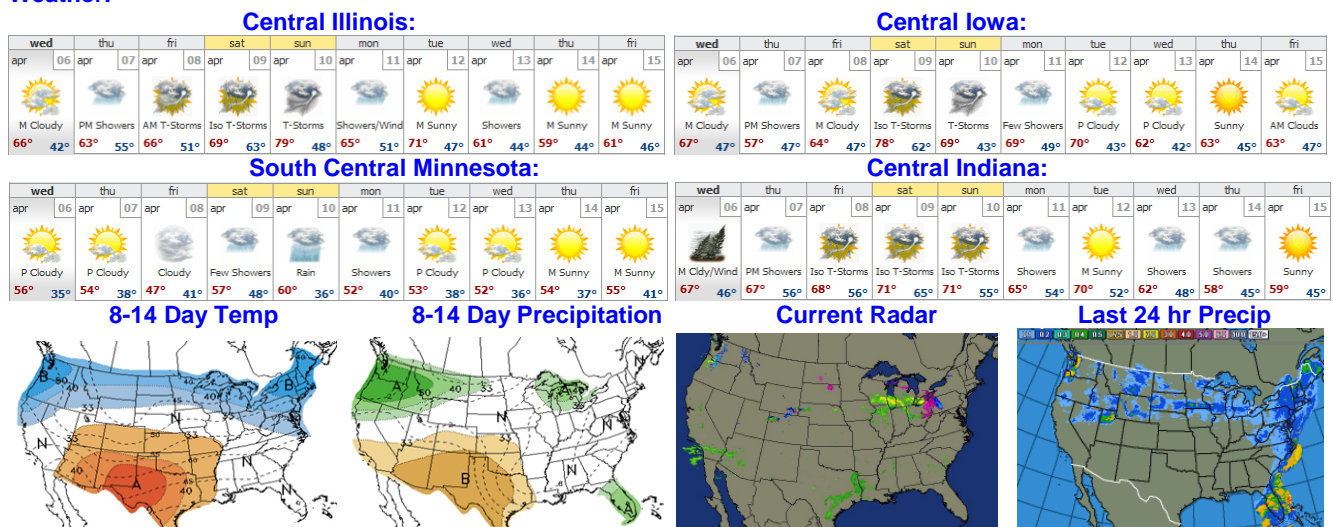 Central Illinois:
wed thu fri sat sun mon tue wed thu fri
apr 06 apr 07 apr 08 apr 09 apr 10 apr 11 apr 12 apr 13 apr 14 apr 15
M Cloudy PM Showers AM T-Storms Iso T-Storms T-Storms Showers/Wind M Sunny Showers M Sunny M Sunny
66° 42° 63° 55° 66° 51° 69° 63° 79° 48° 65° 51° 71° 47° 61° 44° 59° 44° 61° 46°
Central Iowa:
wed thu fri sat sun mon tue wed thu fri
apr 06 apr 07 apr 08 apr 09 apr 10 apr 11 apr 12 apr 13 apr 14 apr 15
M Cloudy PM Showers M Cloudy Iso T-Storms T-Storms Few Showers P Cloudy P Cloudy Sunny AM Clouds
67° 47° 57° 47° 64° 47° 78° 62° 69° 43° 69° 49° 70° 43° 62° 42° 63° 45° 63° 47°
South Central Minnesota:
wed thu fri sat sun mon tue wed thu fri
apr 06 apr 07 apr 08 apr 09 apr 10 apr 11 apr 12 apr 13 apr 14 apr 15
P Cloudy P Cloudy Cloudy Few Showers Rain Showers P Cloudy P Cloudy M Sunny M Sunny
56° 35° 54° 38° 47° 41° 57° 48° 60° 36° 52° 40° 53° 38° 52° 36° 54° 37° 55° 41°
Central Indiana:
wed thu fri sat sun mon tue wed thu fri
apr 06 apr 07 apr 08 apr 09 apr 10 apr 11 apr 12 apr 13 apr 14 apr 15
M Cldy/Wind PM Showers Iso T-Storms Iso T-Storms Iso T-Storms Showers M Sunny Showers Showers Sunny
67° 46° 67° 56° 68° 56° 71° 65° 71° 55° 65° 54° 70° 52° 62° 48° 58° 45° 59° 45°
8-14 Day Temp
8-14 Day Precipitation
Current Radar
Last 24 hr Precip